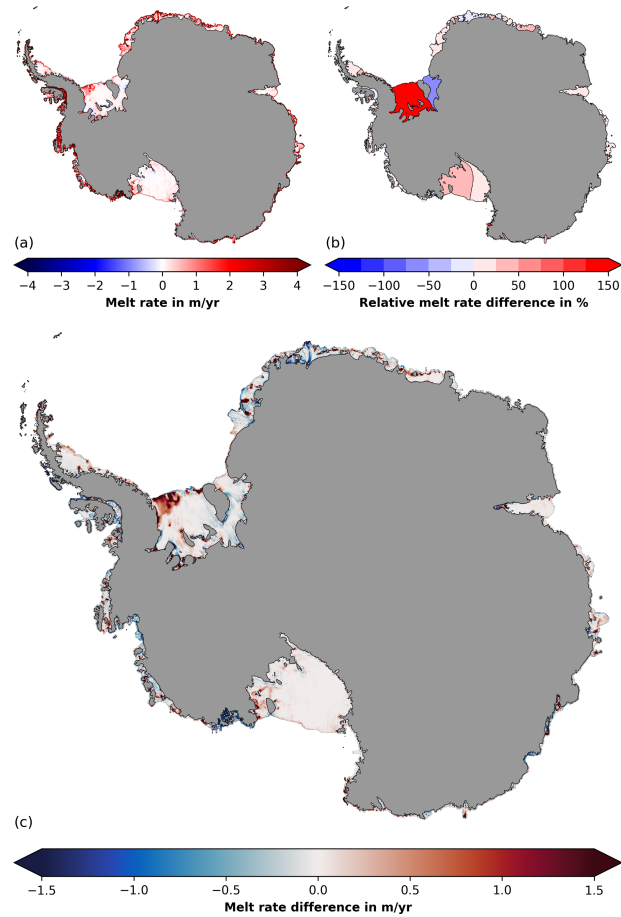 (a)
(b)
−4 −3 −2 −1 0 1 2 3 4
Melt rate in m/yr
−150 −100 −50 0 50 100 150
Relative melt rate difference in %
(c)
−1.5 −1.0 −0.5 0.0 0.5 1.0 1.5
Melt rate difference in m/yr